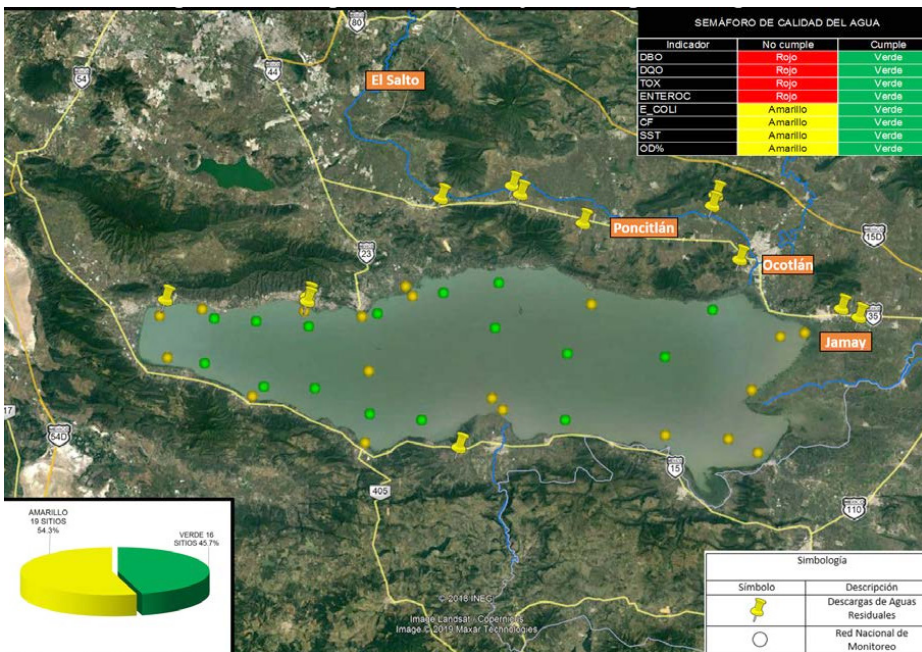 SEMÁFORO DE CALIDAD DEL AGUA
Indicador No cumple Cumple
DBO Rojo Verde
DQO Rojo Verde
TOX Rojo Verde
ENTEROC Rojo Verde
E_COLI Amarillo Verde
CF Amarillo Verde
SST Amarillo Verde
OD% Amarillo Verde
80
54
44
El Salto
23
Poncitlán
15D
Ocotlán
35
Jamay
17
54D
15
405
110
AMARILLO
19 SITIOS
54.3%
VERDE 16
SITIOS 45.7%
© 2018 INEGI
Image Landsat / Copernicus
Image © 2019 Maxar Technologies
Simbología
Símbolo Descripción
Descargas de Aguas
Residuales
Red Nacional de
Monitoreo